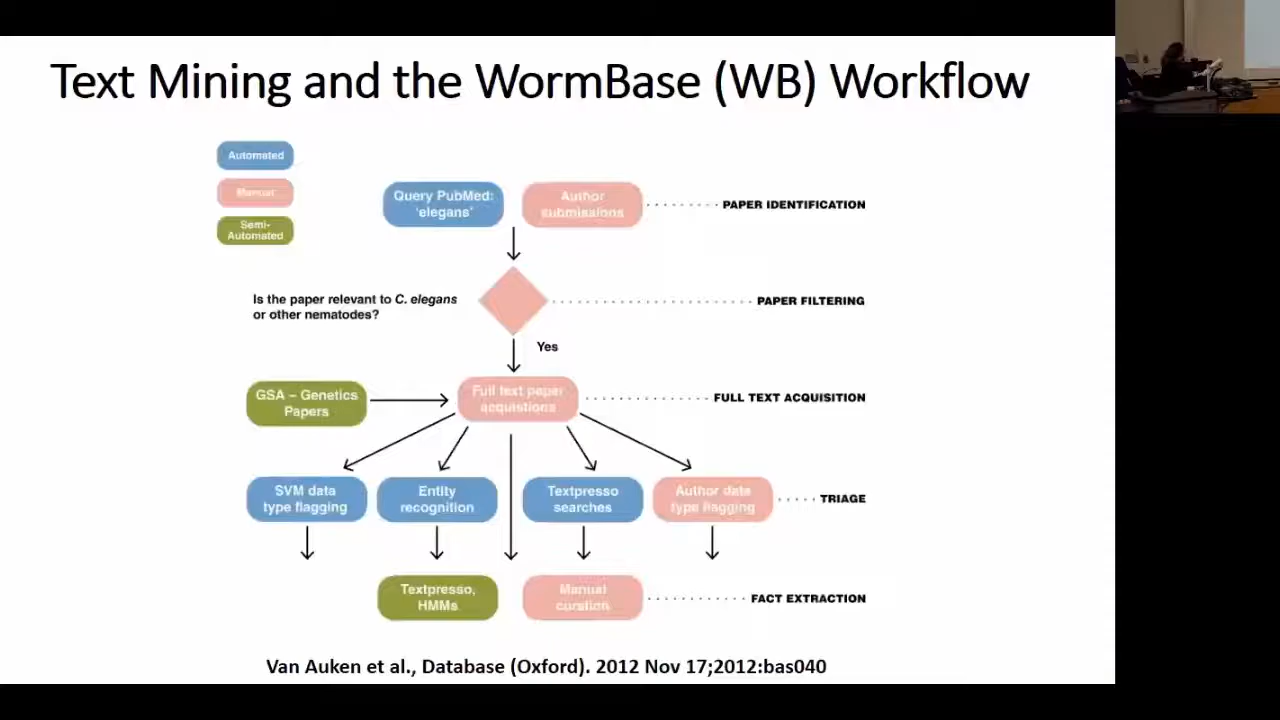 Text Mining and the WormBase (WB) Workflow
Automated
Manual
Semi-
Automated
Query PubMed:
'elegans'
Author
submissions
PAPER IDENTIFICATION
Is the paper relevant to C. elegans
or other nematodes?
PAPER FILTERING
Yes
GSA – Genetics
Papers
Full text paper
acquistions
FULL TEXT ACQUISITION
SVM data
type flagging
Entity
recognition
Textpresso
searches
Author data
type flagging
TRIAGE
Textpresso,
HMMs
Manual
curation
FACT EXTRACTION
Van Auken et al., Database (Oxford). 2012 Nov 17;2012:bas040